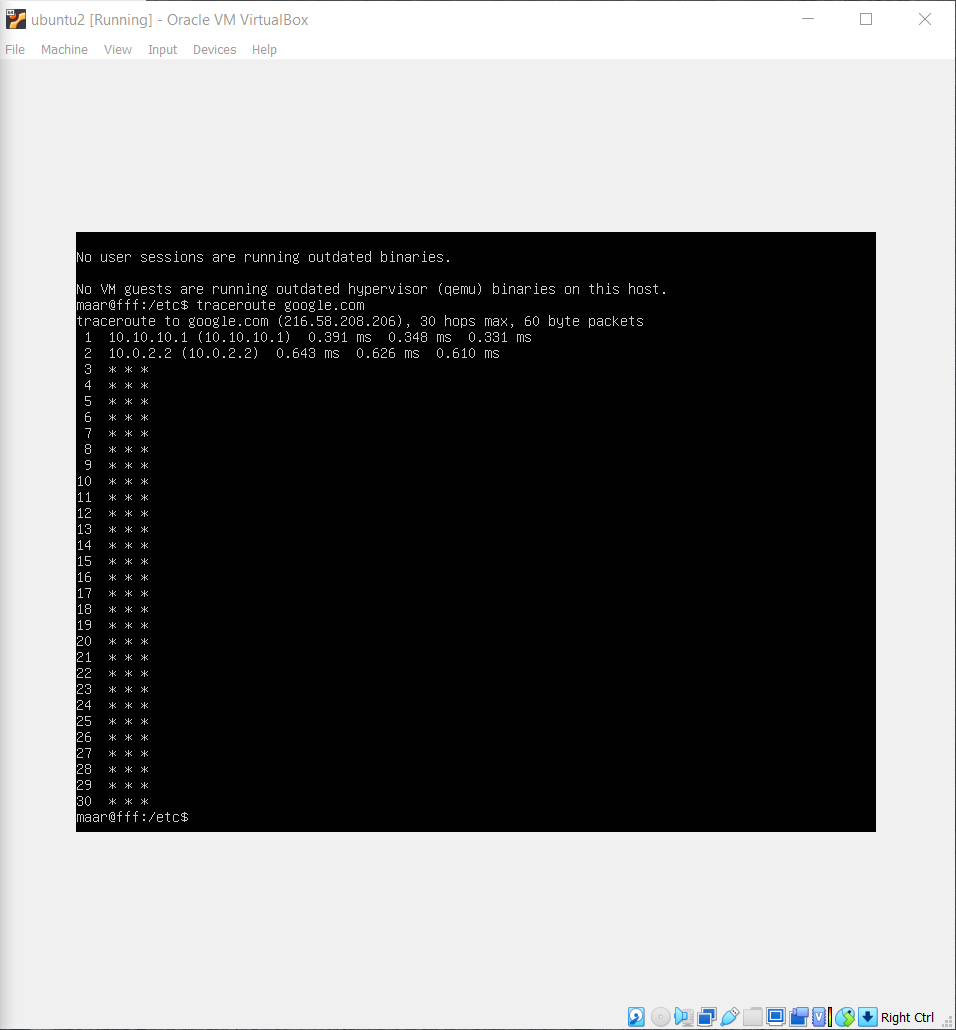 ubuntu2 [Running] - Oracle VM VirtualBox
File Machine View Input Devices Help
No user sessions are running outdated binaries.
No VM guests are running outdated hypervisor (qemu) binaries on this host.
maar@fff:/etc$ traceroute google.com
traceroute to google.com (216.58.208.206), 30 hops max, 60 byte packets
1 10.10.10.1 (10.10.10.1) 0.391 ms 0.348 ms 0.331 ms
2 10.0.2.2 (10.0.2.2) 0.643 ms 0.626 ms 0.610 ms
3 * * *
4 * * *
5 * * *
6 * * *
7 * * *
8 * * *
9 * * *
10 * * *
11 * * *
12 * * *
13 * * *
14 * * *
15 * * *
16 * * *
17 * * *
18 * * *
19 * * *
20 * * *
21 * * *
22 * * *
23 * * *
24 * * *
25 * * *
26 * * *
27 * * *
28 * * *
29 * * *
30 * * *
maar@fff:/etc$
Right Ctrl